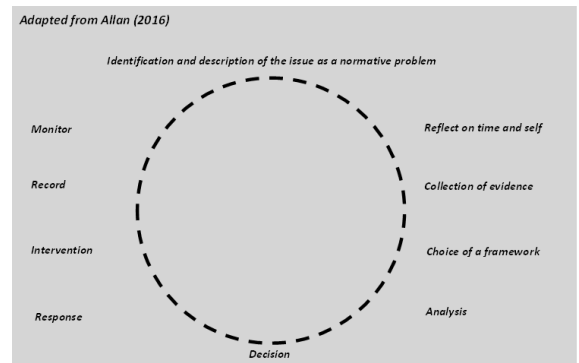 Adapted from Allan (2016)
Identification and description of the issue as a normative problem
Reflect on time and self
Collection of evidence
Choice of a framework
Analysis
Decision
Response
Intervention
Record
Monitor